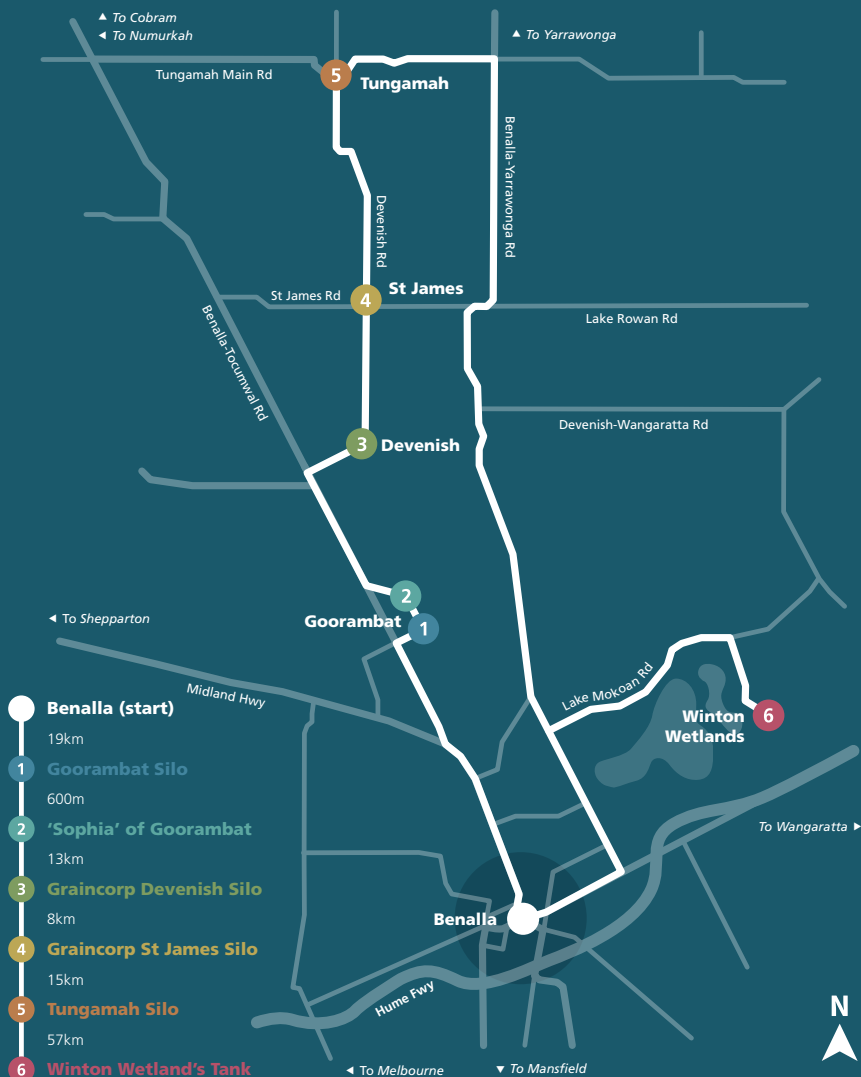 ▲ To Cobram
◄ To Numurkah
▲ To Yarrawonga
Tungamah Main Rd
5
Tungamah
Benalla-Yarrawonga Rd
Devenish Rd
St James Rd
4
St James
Lake Rowan Rd
Benalla-Tocumwal Rd
Devenish-Wangaratta Rd
3
Devenish
2
Goorambat
1
◄ To Shepparton
Midland Hwy
Lake Mokoan Rd
Winton
Wetlands
6
To Wangaratta ►
Benalla
Hume Fwy
◄ To Melbourne
▼ To Mansfield
N
Benalla (start)
19km
1 Goorambat Silo
600m
2 ‘Sophia’ of Goorambat
13km
3 Graincorp Devenish Silo
8km
4 Graincorp St James Silo
15km
5 Tungamah Silo
57km
6 Winton Wetland's Tank